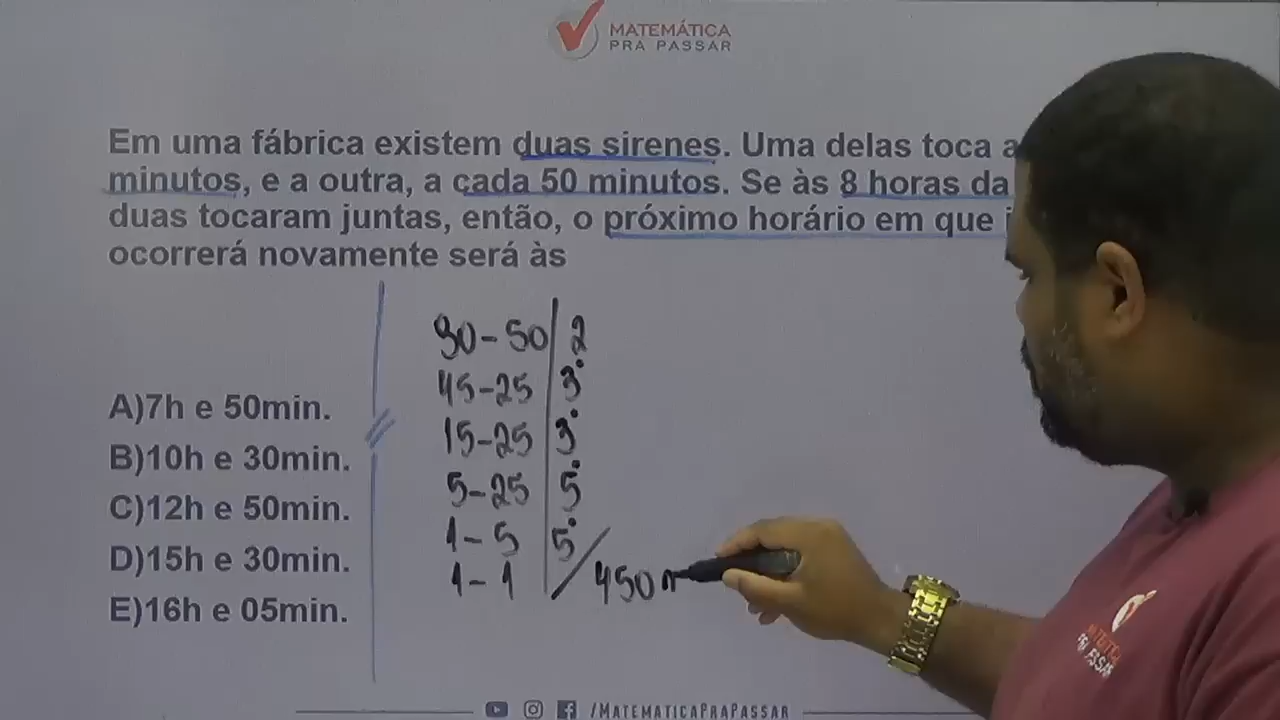 MATEMÁTICA
PRA PASSAR
Em uma fábrica existem duas sirenes. Uma delas toca a
minutos, e a outra, a cada 50 minutos. Se às 8 horas da
duas tocaram juntas, então, o próximo horário em que
ocorrerá novamente será às
A)7h e 50min.
B)10h e 30min.
C)12h e 50min.
D)15h e 30min.
E)16h e 05min.
90-50 2
45-25 3
15-25 3
5-25 5
1-5 5
1-1 450
/MATEMATICAPRAPASSAR